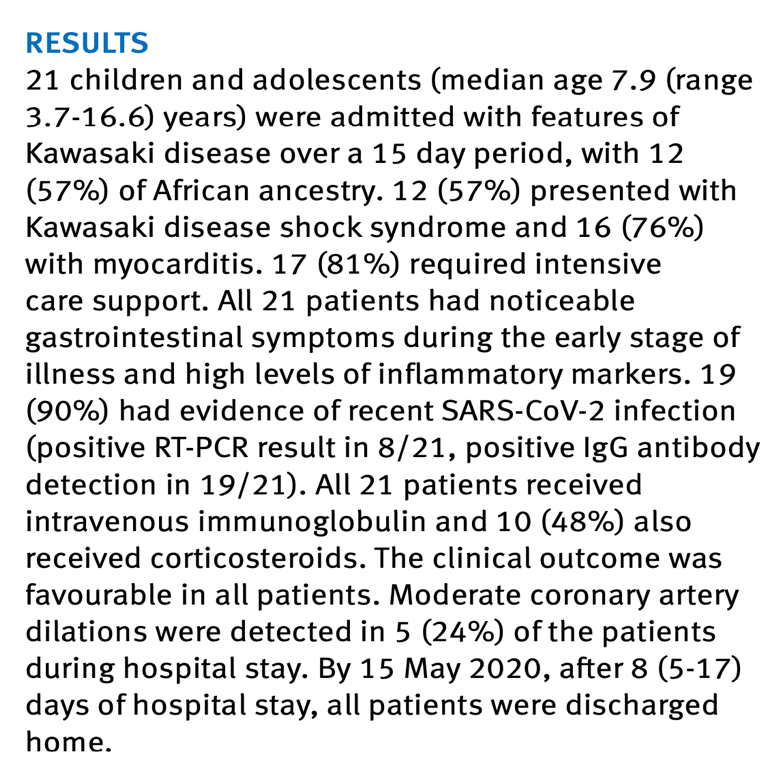 RESULTS
21 children and adolescents (median age 7.9 (range
3.7-16.6) years) were admitted with features of
Kawasaki disease over a 15 day period, with 12
(57%) of African ancestry. 12 (57%) presented with
Kawasaki disease shock syndrome and 16 (76%)
with myocarditis. 17 (81%) required intensive
care support. All 21 patients had noticeable
gastrointestinal symptoms during the early stage of
illness and high levels of inflammatory markers. 19
(90%) had evidence of recent SARS-CoV-2 infection
(positive RT-PCR result in 8/21, positive IgG antibody
detection in 19/21). All 21 patients received
intravenous immunoglobulin and 10 (48%) also
received corticosteroids. The clinical outcome was
favourable in all patients. Moderate coronary artery
dilations were detected in 5 (24%) of the patients
during hospital stay. By 15 May 2020, after 8 (5-17)
days of hospital stay, all patients were discharged
home.